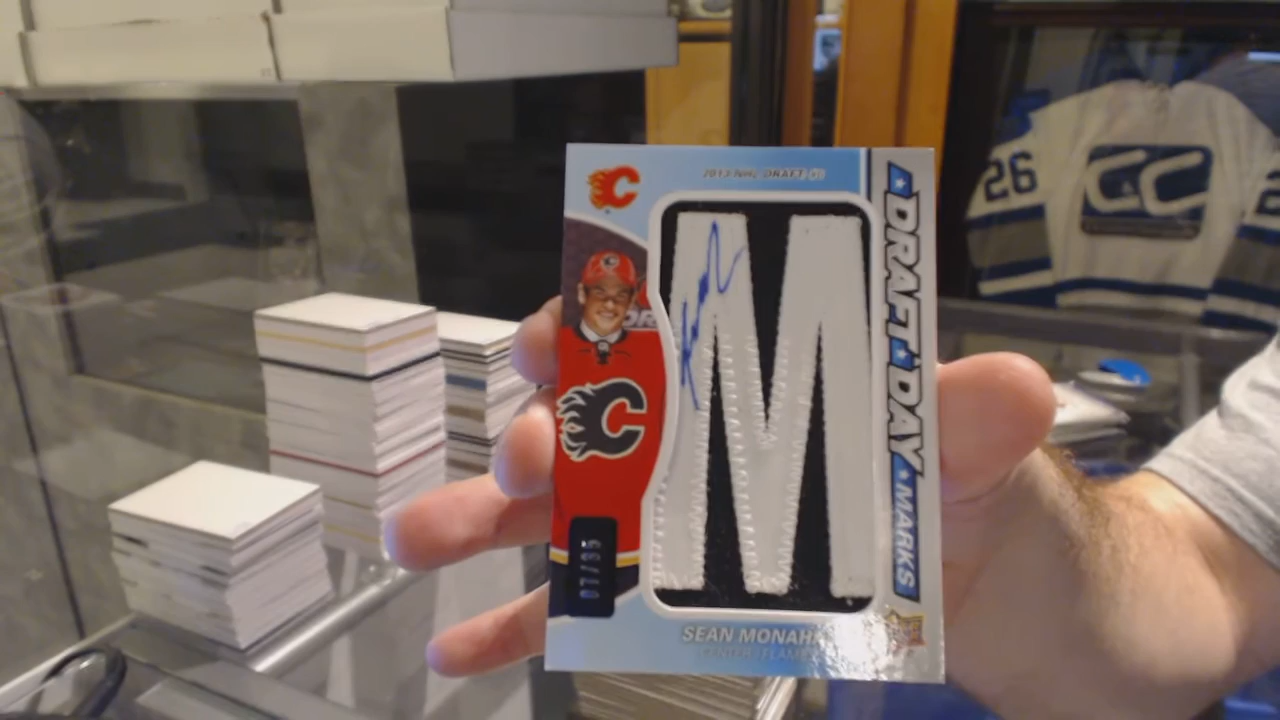 2013 NHL DRAFT
DRAFT DAY MARKS
M
SEAN MONAH
CENTER / FLAMES
C
C
C
26
CC